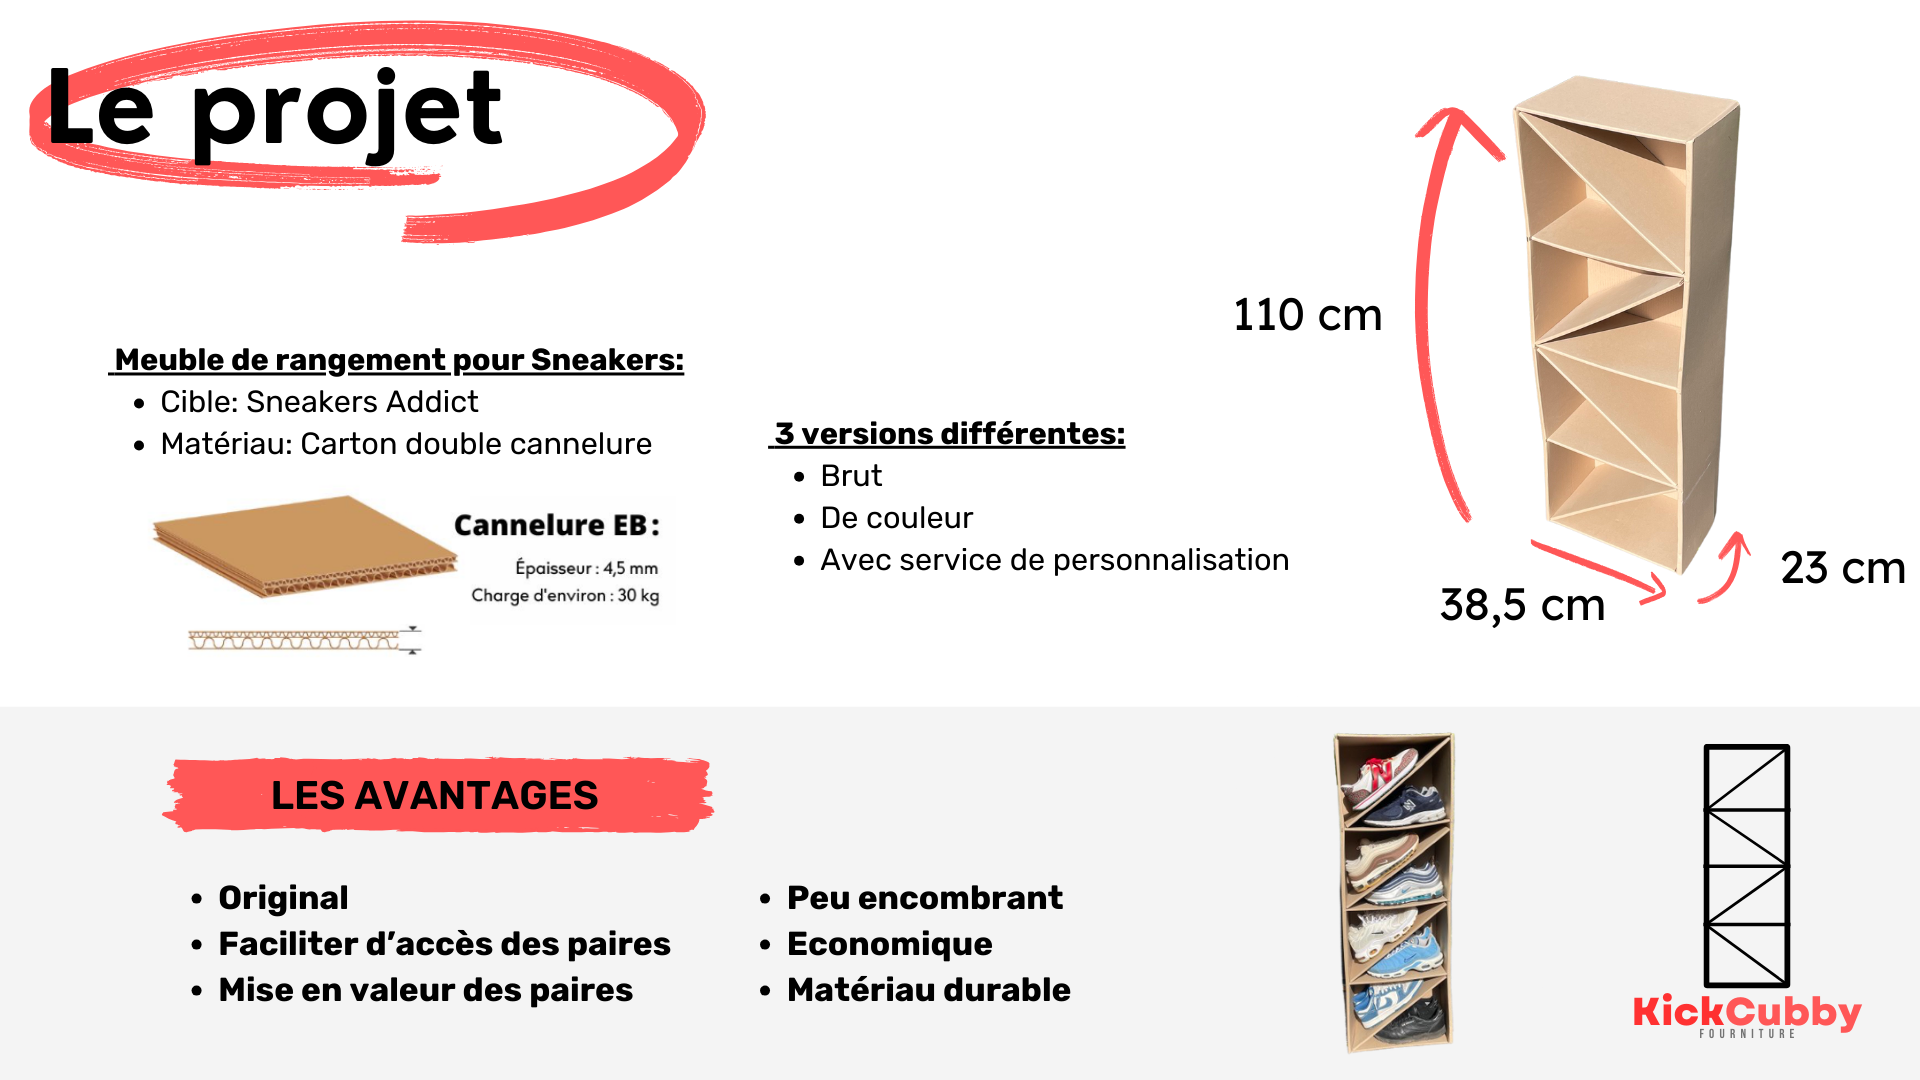 Le projet
Meuble de rangement pour Sneakers:
• Cible: Sneakers Addict
• Matériau: Carton double cannelure
Cannelure EB :
Épaisseur : 4,5 mm
Charge d'environ : 30 kg
3 versions différentes:
• Brut
• De couleur
• Avec service de personnalisation
110 cm
38,5 cm
23 cm
LES AVANTAGES
• Original
• Faciliter d’accès des paires
• Mise en valeur des paires
• Peu encombrant
• Economique
• Matériau durable
KickCubby
FOURNITURE